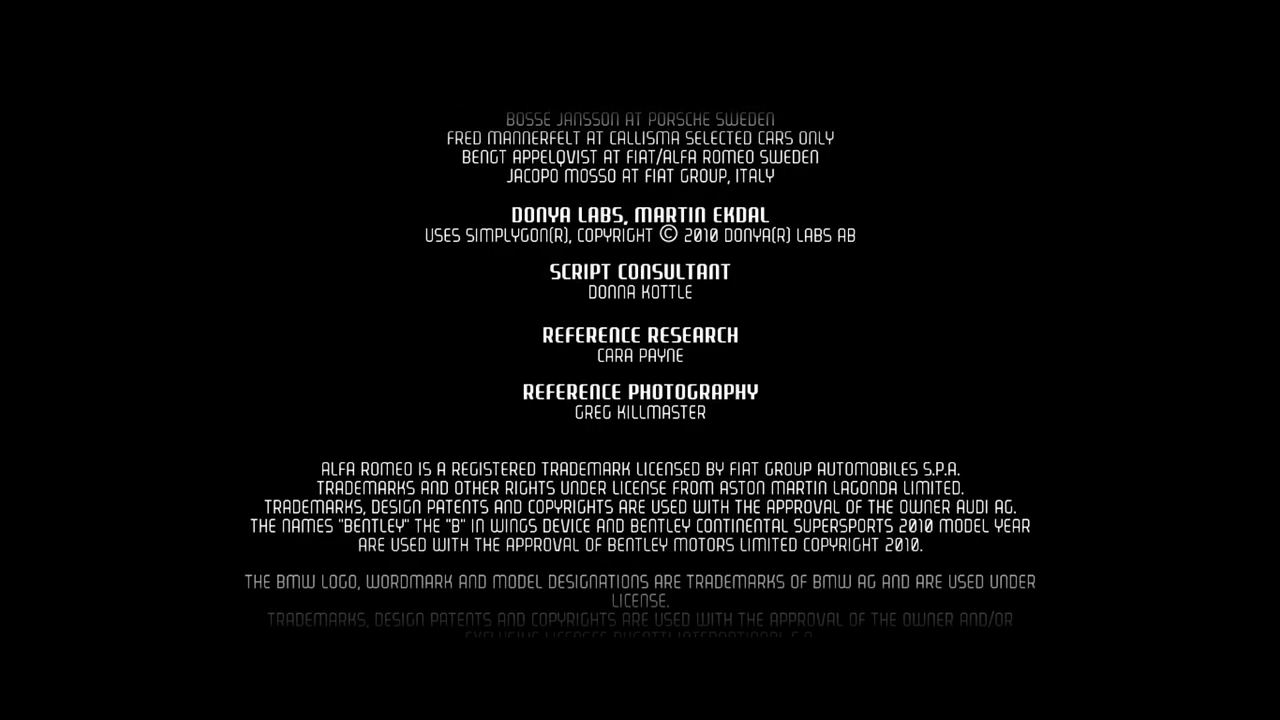 BOSSE JANSSON AT PORSCHE SWEDEN
FRED MANNERFELT AT CALLISMA SELECTED CARS ONLY
BENGT APPELQVIST AT FIAT/ALFA ROMEO SWEDEN
JACOPO MOSSO AT FIAT GROUP, ITALY
DONYA LABS, MARTIN EKDAL
USES SIMPLYGON(R), COPYRIGHT © 2010 DONYA(R) LABS AB
SCRIPT CONSULTANT
DONNA KOTTLE
REFERENCE RESEARCH
CARA PAYNE
REFERENCE PHOTOGRAPHY
GREG KILLMASTER
ALFA ROMEO IS A REGISTERED TRADEMARK LICENSED BY FIAT GROUP AUTOMOBILES S.P.A.
TRADEMARKS AND OTHER RIGHTS UNDER LICENSE FROM ASTON MARTIN LAGONDA LIMITED.
TRADEMARKS, DESIGN PATENTS AND COPYRIGHTS ARE USED WITH THE APPROVAL OF THE OWNER AUDI AG.
THE NAMES "BENTLEY" THE "B" IN WINGS DEVICE AND BENTLEY CONTINENTAL SUPERSPORTS 2010 MODEL YEAR
ARE USED WITH THE APPROVAL OF BENTLEY MOTORS LIMITED COPYRIGHT 2010.
THE BMW LOGO, WORDMARK AND MODEL DESIGNATIONS ARE TRADEMARKS OF BMW AG AND ARE USED UNDER
LICENSE.
TRADEMARKS, DESIGN PATENTS AND COPYRIGHTS ARE USED WITH THE APPROVAL OF THE OWNER AND/OR